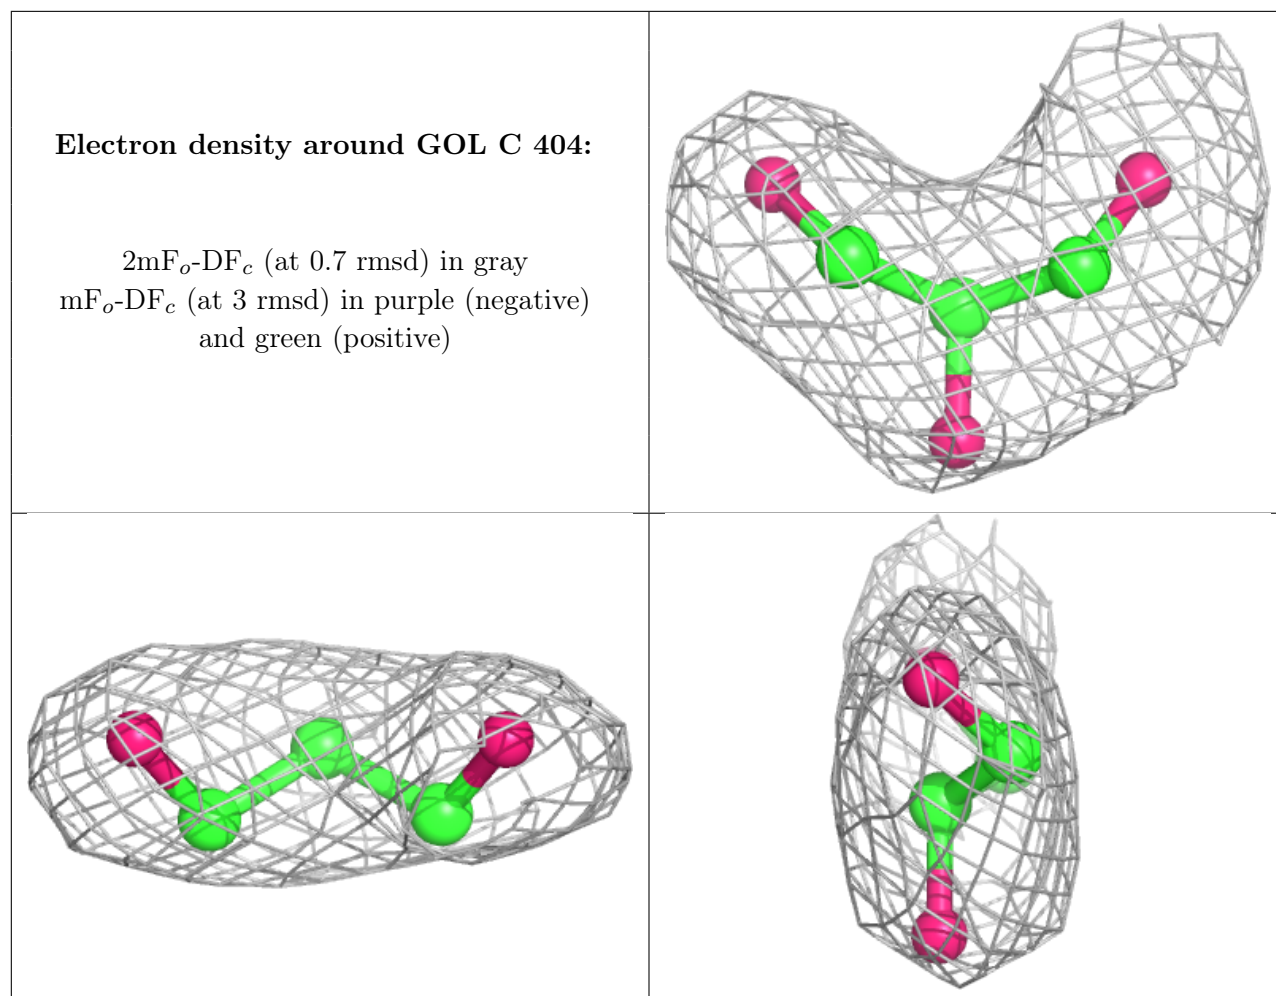 Electron density around GOL C 404:
2mFo-DFc (at 0.7 rmsd) in gray
mFo-DFc (at 3 rmsd) in purple (negative)
and green (positive)